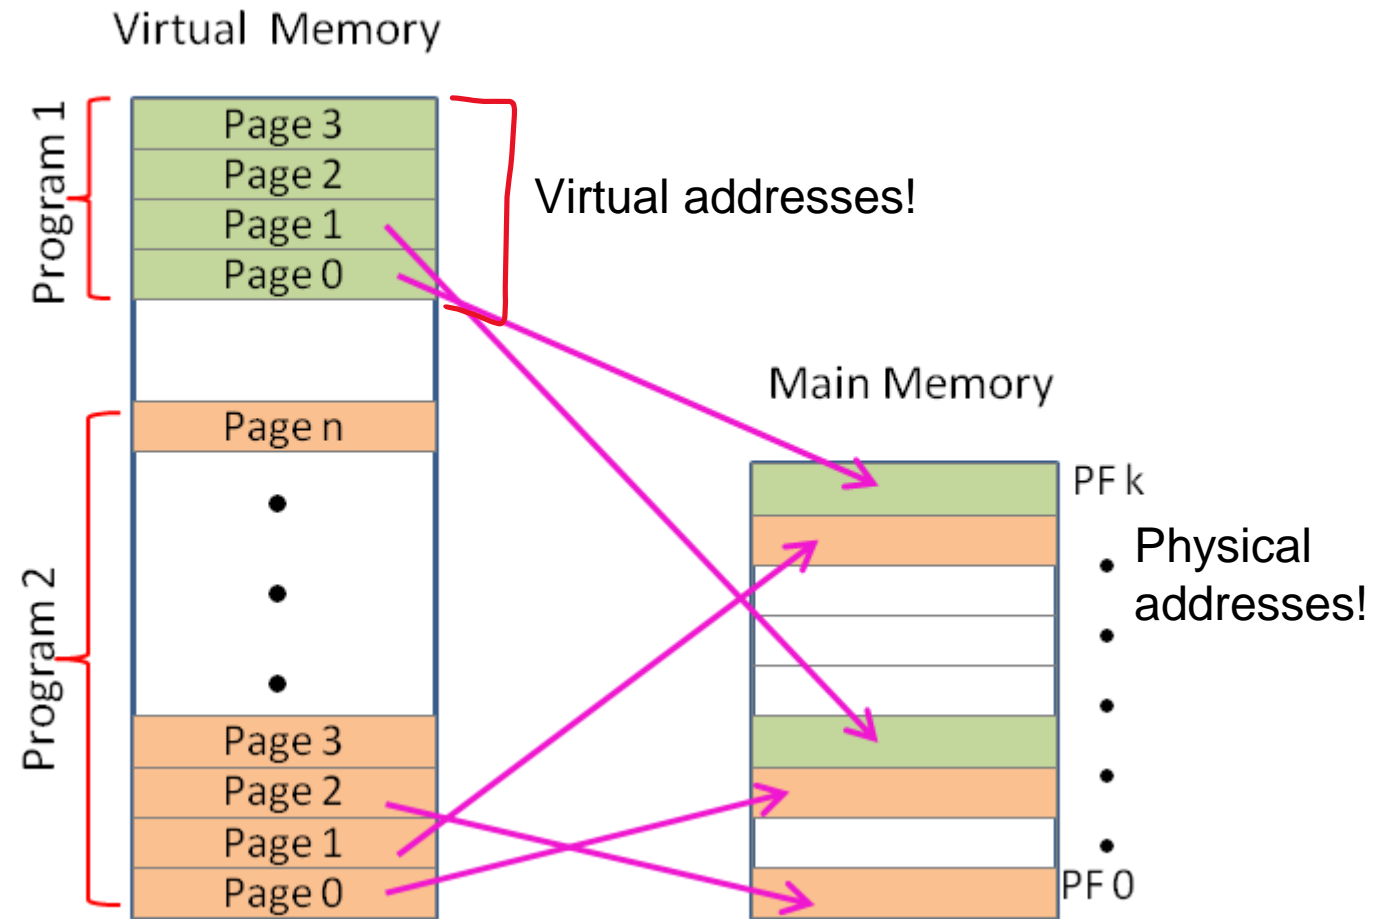 Virtual Memory
Program 1
Page 3
Page 2
Page 1
Page 0
Virtual addresses!
Program 2
Page n
Page 3
Page 2
Page 1
Page 0
Main Memory
PF k
Physical
addresses!
PF 0